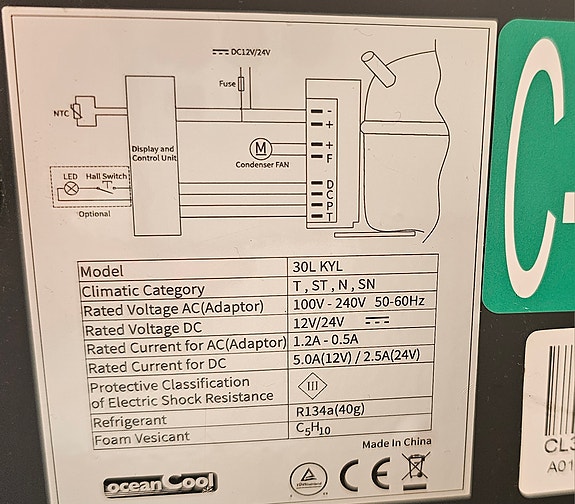 DC12V/24V
Fuse
NTC
-
+
Display and
Control Unit
M
Condenser FAN
+
F
LED Hall Switch
Optional
D
C
P
T
Model 30L KYL
Climatic Category T , ST , N , SN
Rated Voltage AC(Adaptor) 100V - 240V 50-60Hz
Rated Voltage DC 12V/24V
Rated Current for AC(Adaptor) 1.2A - 0.5A
Rated Current for DC 5.0A(12V) / 2.5A(24V)
Protective Classification
of Electric Shock Resistance III
Refrigerant R134a(40g)
Foam Vesicant C5H10
Made In China
oceanCool
CE
C-
CL3
A01